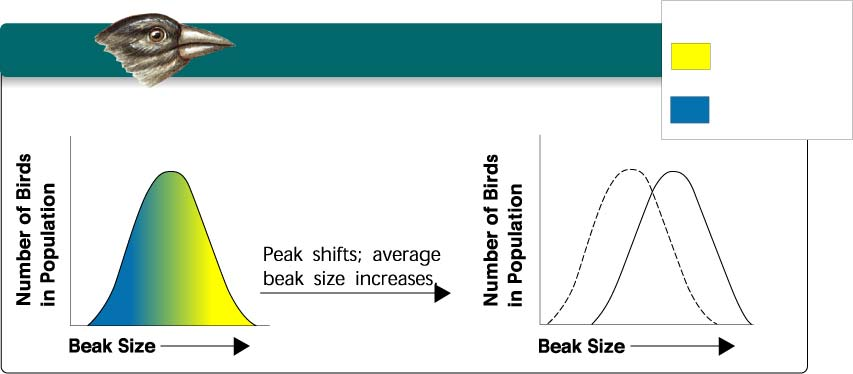 Number of Birds
in Population
Beak Size
Peak shifts; average
beak size increases.
Number of Birds
in Population
Beak Size